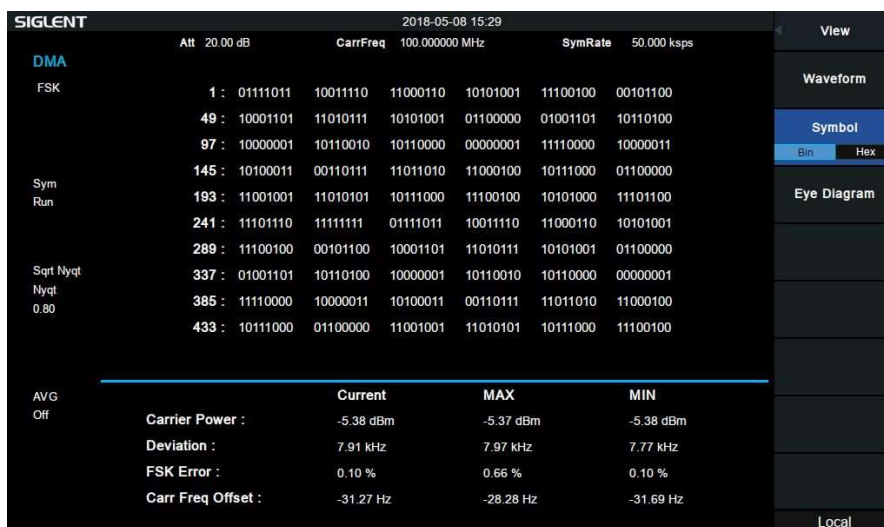 SIGLENT 2018-05-08 15:29
Att 20.00 dB CarrFreq 100.000000 MHz SymRate 50.000 ksps
DMA
FSK
1 : 01111011 10011110 11000110 10101001 11100100 00101100
49 : 10001101 11010111 10101001 01100000 01001101 10110100
97 : 10000001 10110010 10110000 00000001 11110000 10000011
145 : 10100011 00110111 11011010 11000100 10111000 01100000
Sym
Run
193 : 11001001 11010101 10111000 11100100 10101000 11101100
241 : 11101110 11111111 01111011 10011110 11000110 10101001
289 : 11100100 00101100 10001101 11010111 10101001 01100000
Sqrt Nyqt
Nyqt
0.80
337 : 01001101 10110100 10000001 10110010 10110000 00000001
385 : 11110000 10000011 10100011 00110111 11011010 11000100
433 : 10111000 01100000 11001001 11010101 10111000 11100100
AVG
Off
Current MAX MIN
Carrier Power : -5.38 dBm -5.37 dBm -5.38 dBm
Deviation : 7.91 kHz 7.97 kHz 7.77 kHz
FSK Error : 0.10 % 0.66 % 0.10 %
Carr Freq Offset : -31.27 Hz -28.28 Hz -31.69 Hz
View
Waveform
Symbol
Bin Hex
Eye Diagram
Local